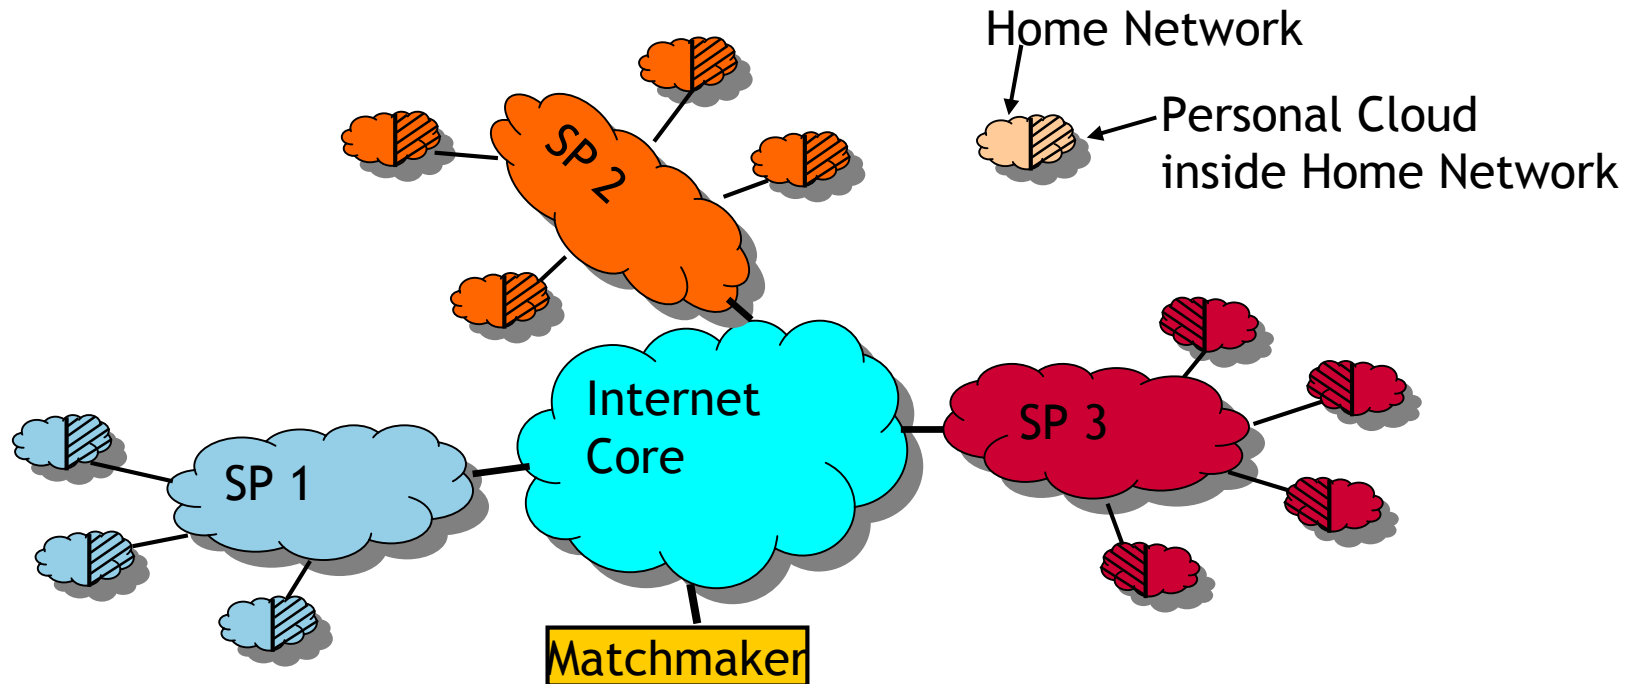 Home Network
Personal Cloud
inside Home Network
SP 2
Internet
Core
SP 3
SP 1
Matchmaker